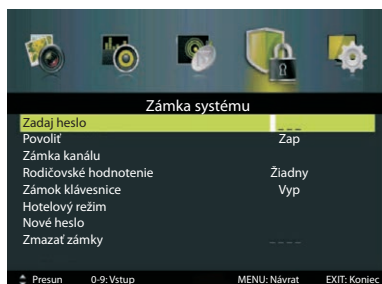 Zámka systému
Zadaj heslo _ _ _
Povoliť Zap
Zámka kanálu
Rodičovské hodnotenie Žiadny
Zámok klávesnice Vyp
Hotelový režim
Nové heslo
Zmazať zámky _ _ _ _
Presun 0-9: Vstup MENU: Návrat EXIT: Koniec